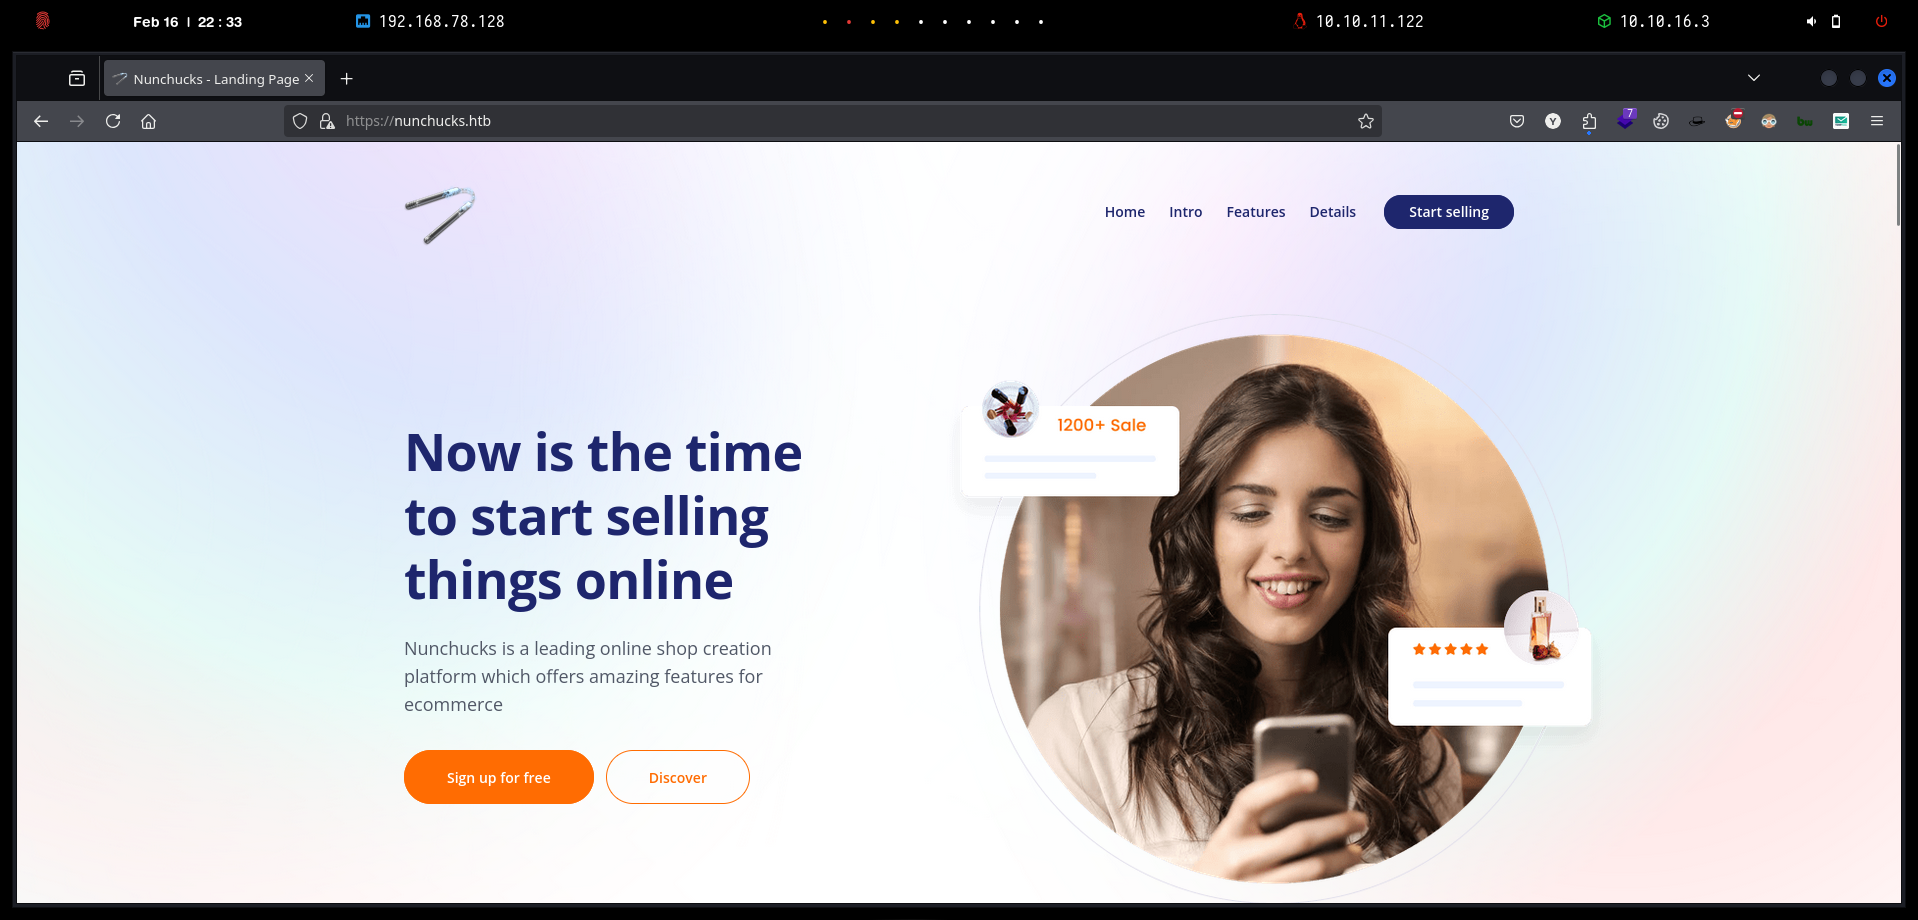 Feb 16 | 22 : 33
192.168.78.128
10.10.11.122
10.10.16.3
Nunchucks - Landing Page
https://nunchucks.htb
7
Y
Home
Intro
Features
Details
Start selling
1200+ Sale
Now is the time
to start selling
things online
Nunchucks is a leading online shop creation
platform which offers amazing features for
ecommerce
Sign up for free
Discover